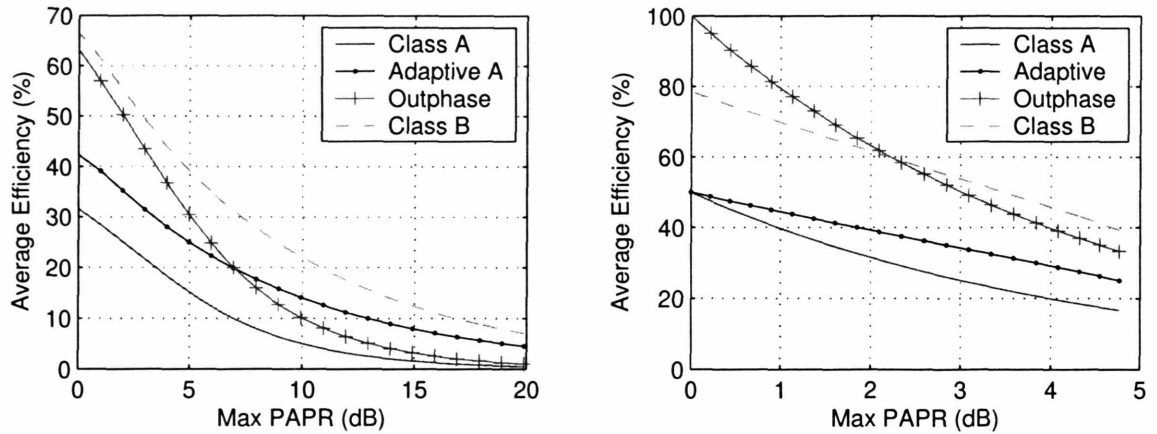 Average Efficiency (%)
70
60
50
40
30
20
10
0
0
5
10
15
20
Max PAPR (dB)
Class A
Adaptive A
Outphase
Class B
Average Efficiency (%)
100
80
60
40
20
0
0
1
2
3
4
5
Max PAPR (dB)
Class A
Adaptive
Outphase
Class B